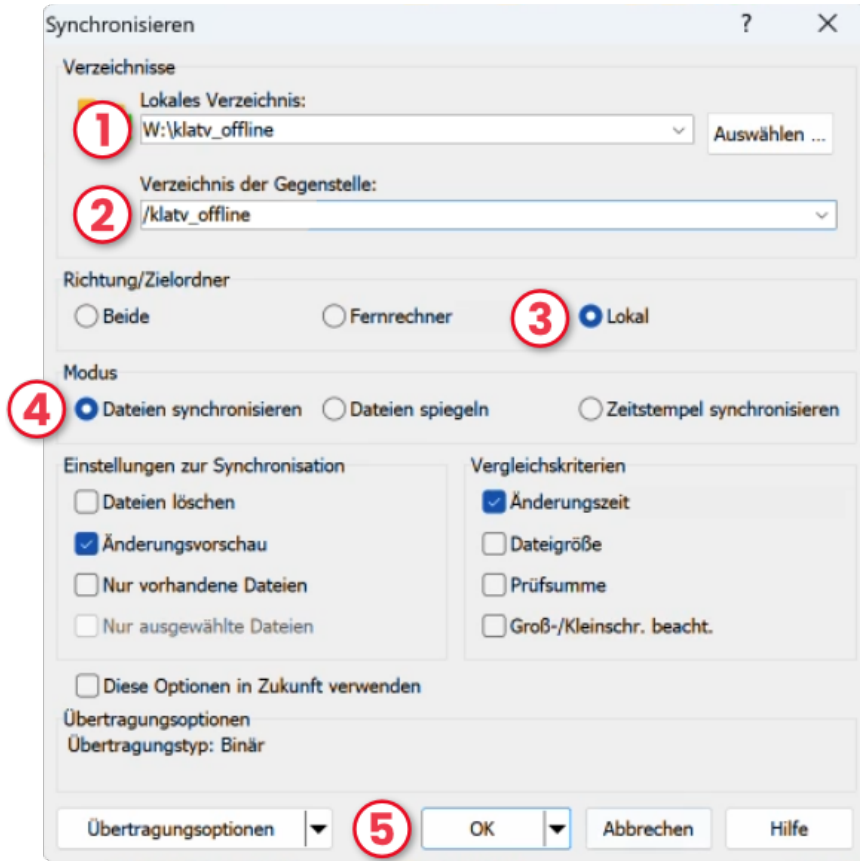 Synchronisieren ? ×
Verzeichnisse
Lokales Verzeichnis:
1 W:\klatv_offline Auswählen ...
Verzeichnis der Gegenstelle:
2 /klatv_offline
Richtung/Zielordner
Beide Fernrechner 3 Lokal
Modus
4 Dateien synchronisieren Dateien spiegeln Zeitstempel synchronisieren
Einstellungen zur Synchronisation Vergleichskriterien
Dateien löschen Änderungszeit
Änderungsvorschau Dateigröße
Nur vorhandene Dateien Prüfsumme
Nur ausgewählte Dateien Groß-/Kleinschr. beacht.
Diese Optionen in Zukunft verwenden
Übertragungsoptionen
Übertragungstyp: Binär
Übertragungsoptionen 5 OK Abbrechen Hilfe